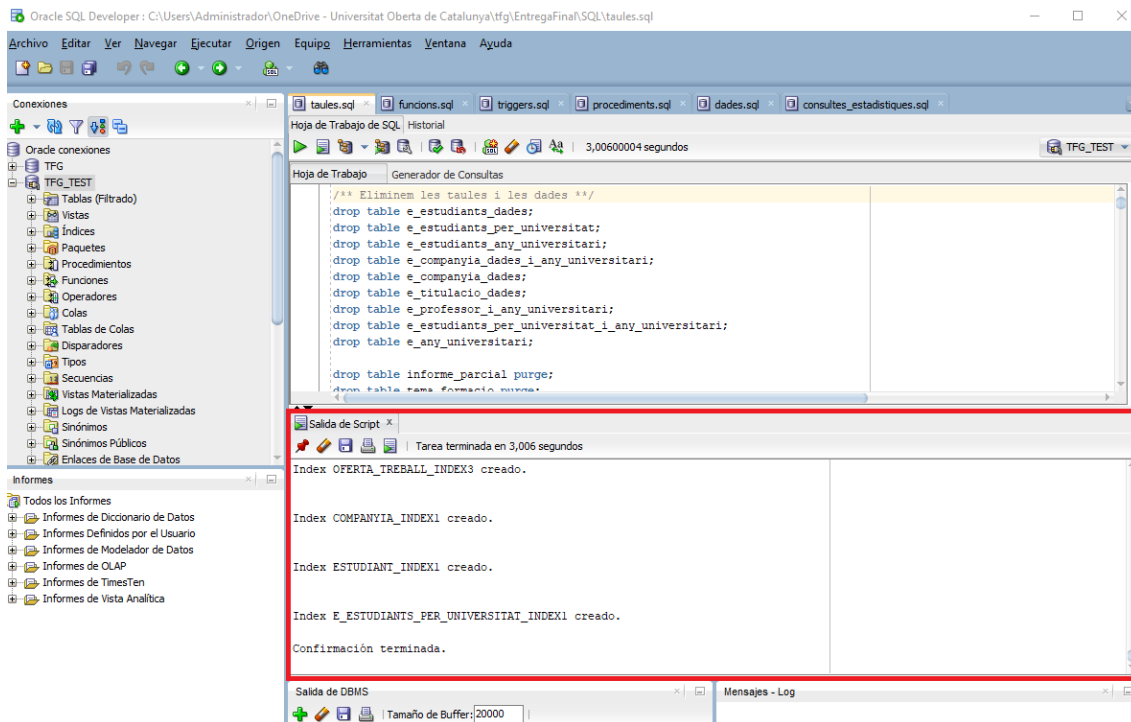 Oracle SQL Developer : C:\Users\Administrador\OneDrive - Universitat Oberta de Catalunya\tfg\EntregaFinal\SQL\taules.sql
Archivo Editar Ver Navegar Ejecutar Origen Equipo Herramientas Ventana Ayuda
Conexiones
Oracle conexiones
TFG
TFG_TEST
Tablas (Filtrado)
Vistas
Índices
Paquetes
Procedimientos
Funciones
Operadores
Colas
Tablas de Colas
Disparadores
Tipos
Secuencias
Vistas Materializadas
Logs de Vistas Materializadas
Sinónimos
Sinónimos Públicos
Enlaces de Base de Datos
Informes
Todos los Informes
Informes de Diccionario de Datos
Informes Definidos por el Usuario
Informes de Modelador de Datos
Informes de OLAP
Informes de TimesTen
Informes de Vista Analítica
taules.sql funcions.sql triggers.sql procediments.sql dades.sql consultes_estadistiques.sql
Hoja de Trabajo de SQL Historial
3,00600004 segundos TFG_TEST
Hoja de Trabajo Generador de Consultas
/** Eliminem les taules i les dades **/
drop table e_estudiants_dades;
drop table e_estudiants_per_universitat;
drop table e_estudiants_any_universitari;
drop table e_companyia_dades_i_any_universitari;
drop table e_companyia_dades;
drop table e_titulacio_dades;
drop table e_professor_i_any_universitari;
drop table e_estudiants_per_universitat_i_any_universitari;
drop table e_any_universitari;
drop table informe_parcial purge;
drop table tema_formacio purge;
Salida de Script
Tarea terminada en 3,006 segundos
Index OFERTA_TREBALL_INDEX3 creado.
Index COMPANYIA_INDEX1 creado.
Index ESTUDIANT_INDEX1 creado.
Index E_ESTUDIANTS_PER_UNIVERSITAT_INDEX1 creado.
Confirmación terminada.
Salida de DBMS
Tamaño de Buffer: 20000
Mensajes - Log